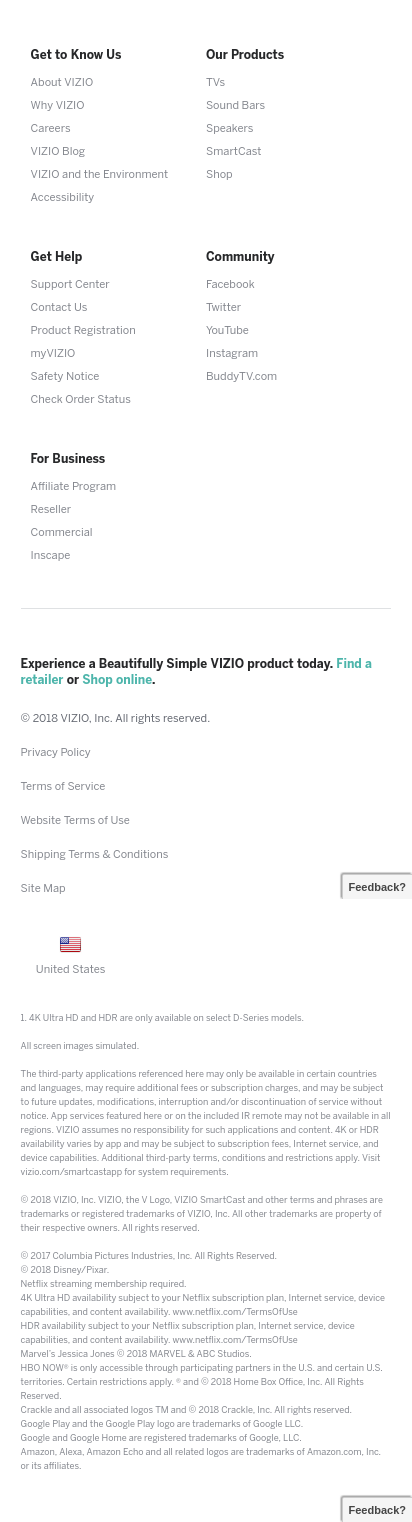 Get to Know Us
About VIZIO
Why VIZIO
Careers
VIZIO Blog
VIZIO and the Environment
Accessibility
Our Products
TVs
Sound Bars
Speakers
SmartCast
Shop
Get Help
Support Center
Contact Us
Product Registration
myVIZIO
Safety Notice
Check Order Status
Community
Facebook
Twitter
YouTube
Instagram
BuddyTV.com
For Business
Affiliate Program
Reseller
Commercial
Inscape
Experience a Beautifully Simple VIZIO product today. Find a
retailer or Shop online.
© 2018 VIZIO, Inc. All rights reserved.
Privacy Policy
Terms of Service
Website Terms of Use
Shipping Terms & Conditions
Site Map
Feedback?
United States
1. 4K Ultra HD and HDR are only available on select D-Series models.
All screen images simulated.
The third-party applications referenced here may only be available in certain countries
and languages, may require additional fees or subscription charges, and may be subject
to future updates, modifications, interruption and/or discontinuation of service without
notice. App services featured here or on the included IR remote may not be available in all
regions. VIZIO assumes no responsibility for such applications and content. 4K or HDR
availability varies by app and may be subject to subscription fees, Internet service, and
device capabilities. Additional third-party terms, conditions and restrictions apply. Visit
vizio.com/smartcastapp for system requirements.
© 2018 VIZIO, Inc. VIZIO, the V Logo, VIZIO SmartCast and other terms and phrases are
trademarks or registered trademarks of VIZIO, Inc. All other trademarks are property of
their respective owners. All rights reserved.
© 2017 Columbia Pictures Industries, Inc. All Rights Reserved.
© 2018 Disney/Pixar.
Netflix streaming membership required.
4K Ultra HD availability subject to your Netflix subscription plan, Internet service, device
capabilities, and content availability. www.netflix.com/TermsOfUse
HDR availability subject to your Netflix subscription plan, Internet service, device
capabilities, and content availability. www.netflix.com/TermsOfUse
Marvel's Jessica Jones © 2018 MARVEL & ABC Studios.
HBO NOW® is only accessible through participating partners in the U.S. and certain U.S.
territories. Certain restrictions apply. ® and © 2018 Home Box Office, Inc. All Rights
Reserved.
Crackle and all associated logos TM and © 2018 Crackle, Inc. All rights reserved.
Google Play and the Google Play logo are trademarks of Google LLC.
Google and Google Home are registered trademarks of Google, LLC.
Amazon, Alexa, Amazon Echo and all related logos are trademarks of Amazon.com, Inc.
or its affiliates.
Feedback?